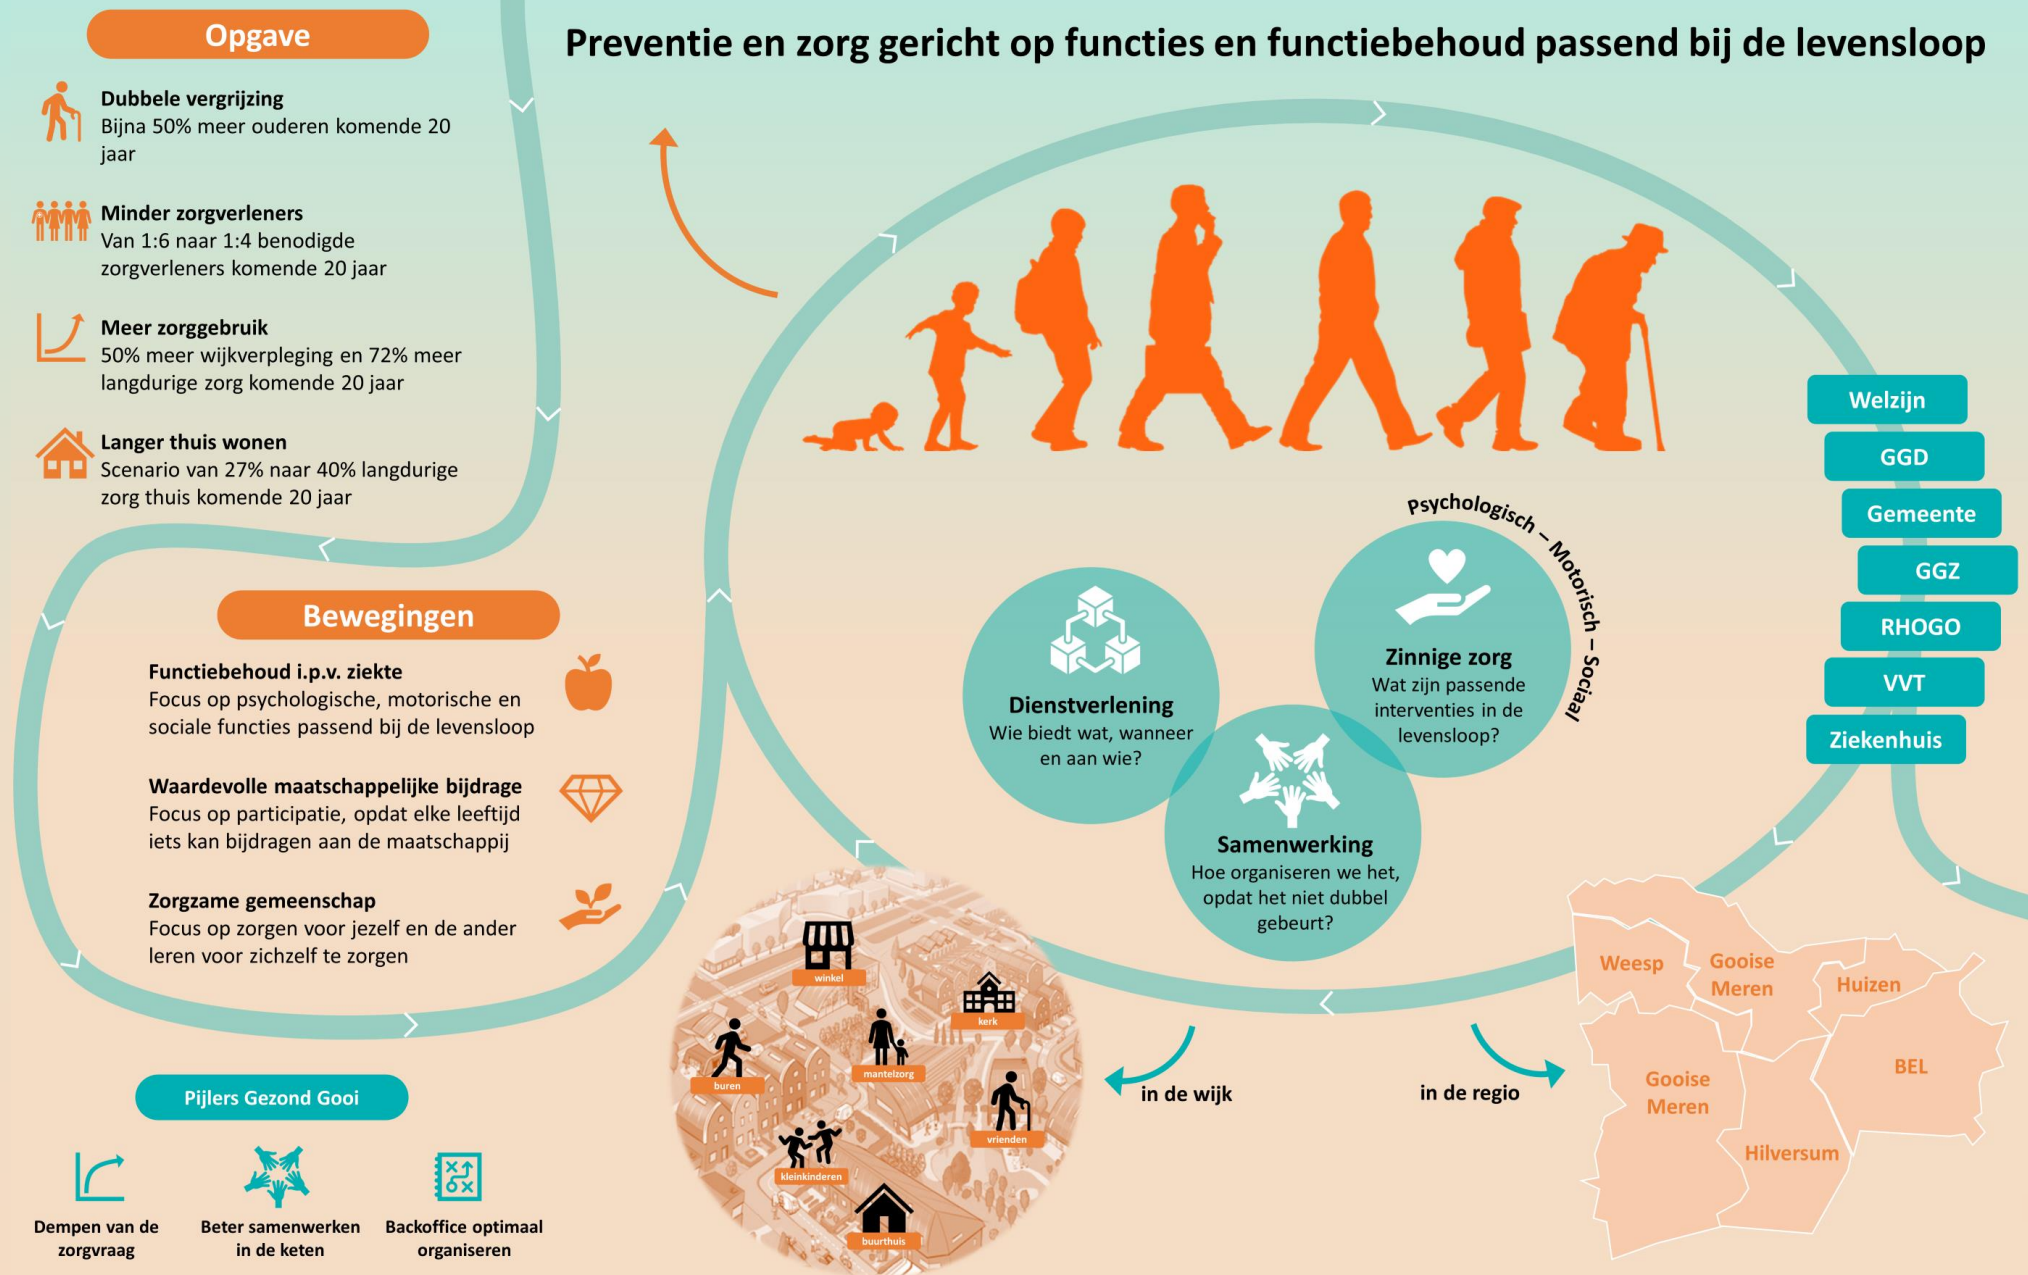 Opgave
Dubbele vergrijzing
Bijna 50% meer ouderen komende 20
jaar
Minder zorgverleners
Van 1:6 naar 1:4 benodigde
zorgverleners komende 20 jaar
Meer zorggebruik
50% meer wijkverpleging en 72% meer
langdurige zorg komende 20 jaar
Langer thuis wonen
Scenario van 27% naar 40% langdurige
zorg thuis komende 20 jaar
Bewegingen
Functiebehoud i.p.v. ziekte
Focus op psychologische, motorische en
sociale functies passend bij de levensloop
Waardevolle maatschappelijke bijdrage
Focus op participatie, opdat elke leeftijd
iets kan bijdragen aan de maatschappij
Zorgzame gemeenschap
Focus op zorgen voor jezelf en de ander
leren voor zichzelf te zorgen
Pijlers Gezond Gooi
Dempen van de
zorgvraag
Beter samenwerken
in de keten
Backoffice optimaal
organiseren
Preventie en zorg gericht op functies en functiebehoud passend bij de levensloop
Psychologisch – Motorisch – Sociaal
Zinnige zorg
Wat zijn passende
interventies in de
levensloop?
Dienstverlening
Wie biedt wat, wanneer
en aan wie?
Samenwerking
Hoe organiseren we het,
opdat het niet dubbel
gebeurt?
Welzijn
GGD
Gemeente
GGZ
RHOGO
VVT
Ziekenhuis
winkel
kerk
buren
mantelzorg
vrienden
kleinkinderen
buurthuis
in de wijk
in de regio
Weesp
Gooise
Meren
Huizen
BEL
Gooise
Meren
Hilversum